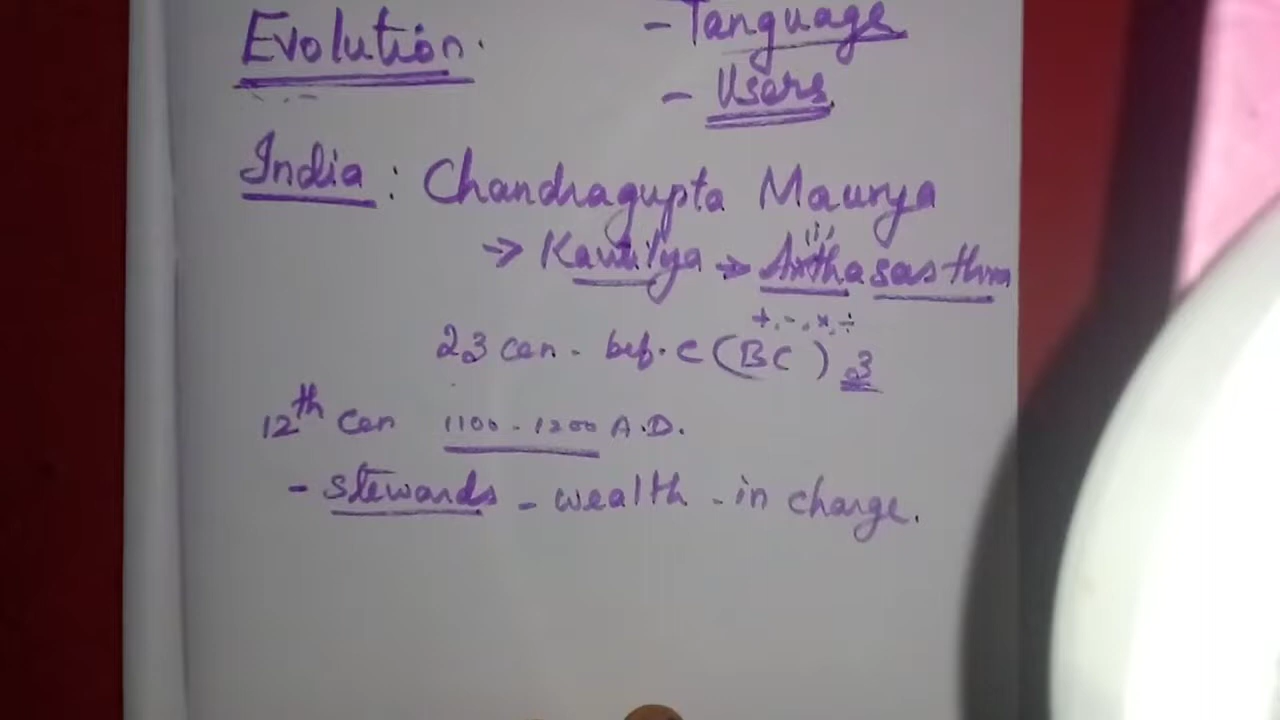 Evolution.
- Language
- Users
India : Chandragupta Maurya
→ Kautilya → Arthasasthra
+, -, ×, ÷
23 cen - bef. C (BC) 3
12th Cen 1100 - 1200 A.D.
- Stewards - wealth - in charge.